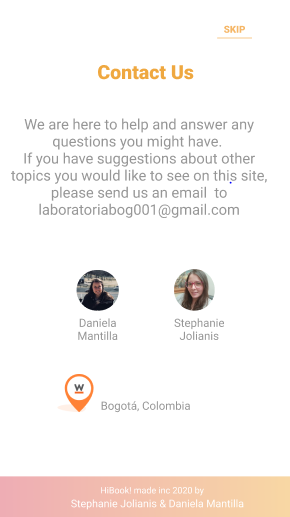 SKIP
Contact Us
We are here to help and answer any
questions you might have.
If you have suggestions about other
topics you would like to see on this site,
please send us an email to
laboratoriabog001@gmail.com
Daniela
Mantilla
Stephanie
Jolianis
W
Bogotá, Colombia
HiBook! made inc 2020 by
Stephanie Jolianis & Daniela Mantilla